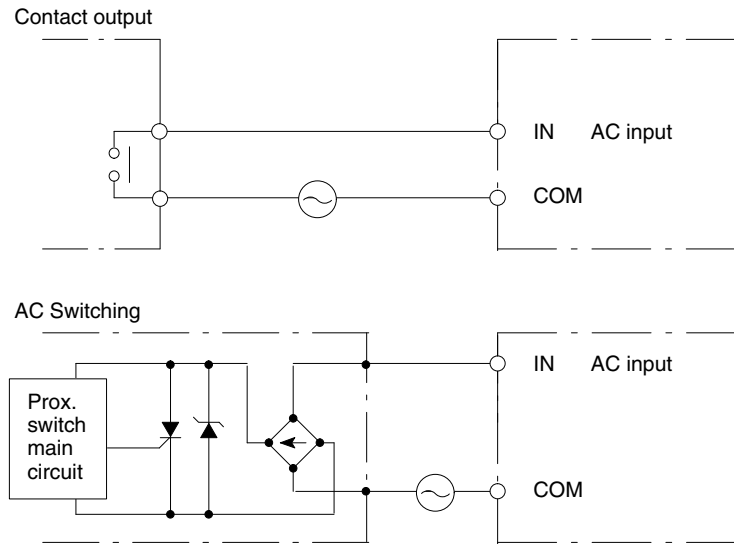 Contact output
IN AC input
COM
AC Switching
IN AC input
Prox.
switch
main
circuit
COM